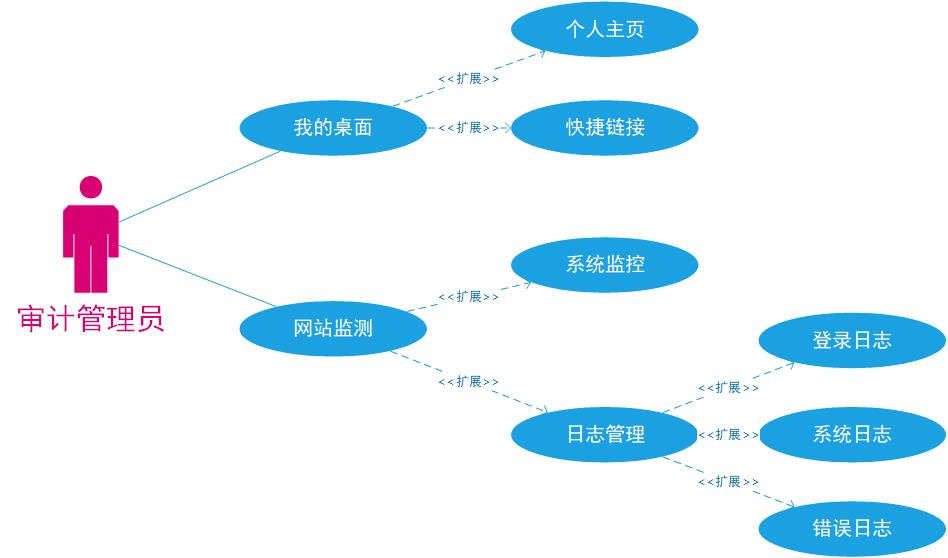 个人主页
<<扩展>>
我的桌面
<<扩展>>
快捷链接
审计管理员
系统监控
<<扩展>>
网站监测
<<扩展>>
登录日志
<<扩展>>
日志管理
<<扩展>>
系统日志
<<扩展>>
错误日志